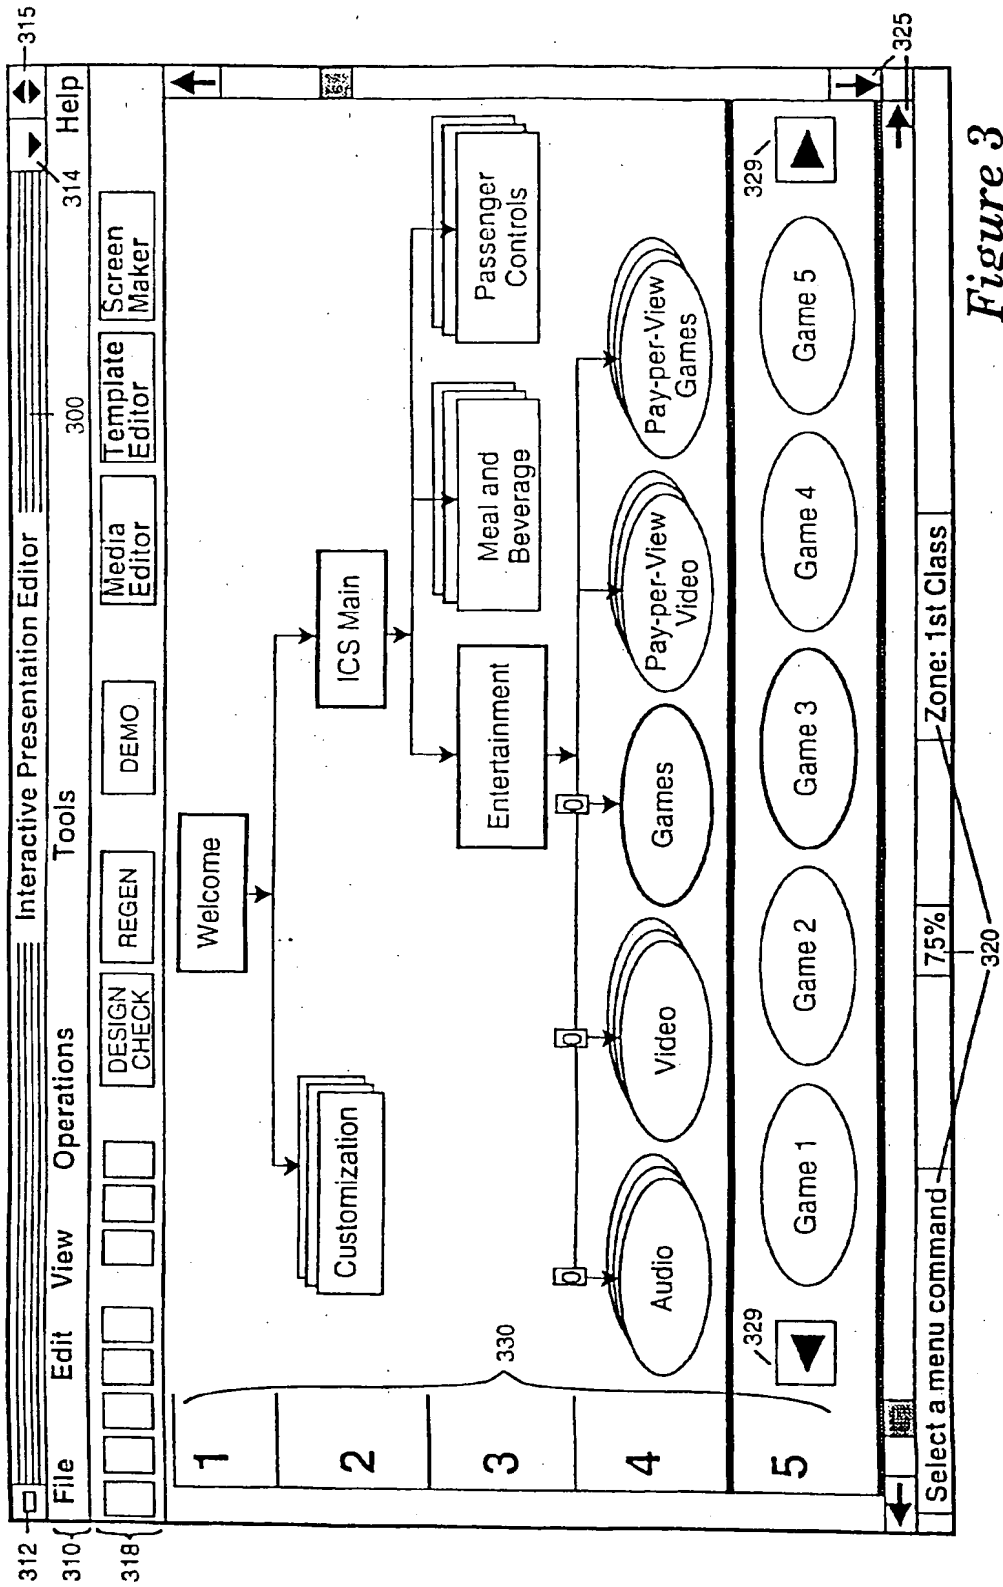 312
Interactive Presentation Editor
315
310
File Edit View Operations Tools Help
300
314
318
DESIGN
CHECK
REGEN
DEMO
Media
Editor
Template
Editor
Screen
Maker
1
Welcome
2
Customization
ICS Main
3
Entertainment
Meal and
Beverage
Passenger
Controls
330
4
0
0
0
Audio
Video
Games
Pay-per-View
Video
Pay-per-View
Games
5
329
Game 1
Game 2
Game 3
Game 4
Game 5
329
325
Select a menu command
75%
Zone: 1st Class
320
Figure 3